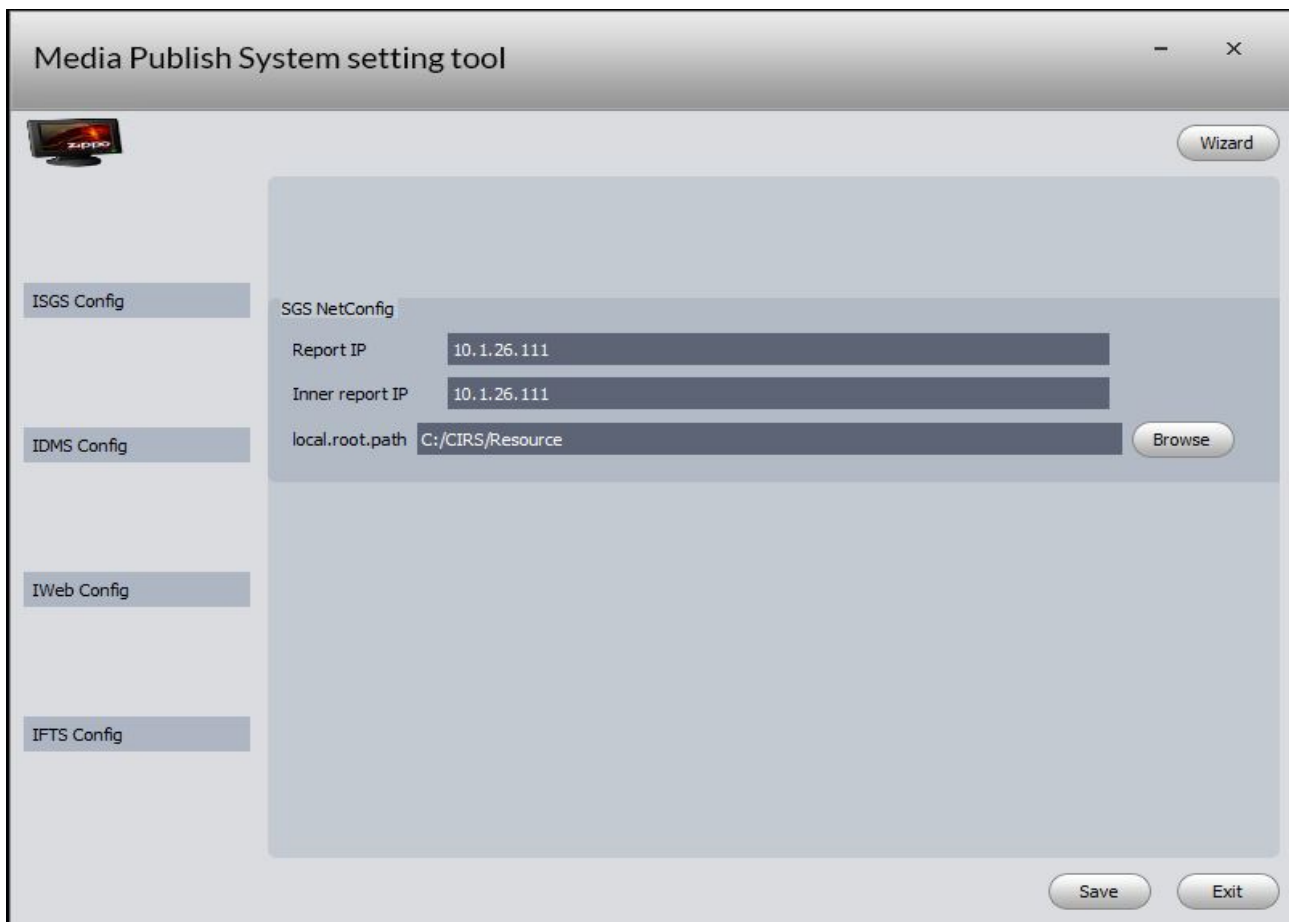 Media Publish System setting tool
zippo
Wizard
ISGS Config
SGS NetConfig
Report IP 10.1.26.111
Inner report IP 10.1.26.111
local.root.path C:/CIRS/Resource Browse
IDMS Config
IWeb Config
IFTS Config
Save Exit